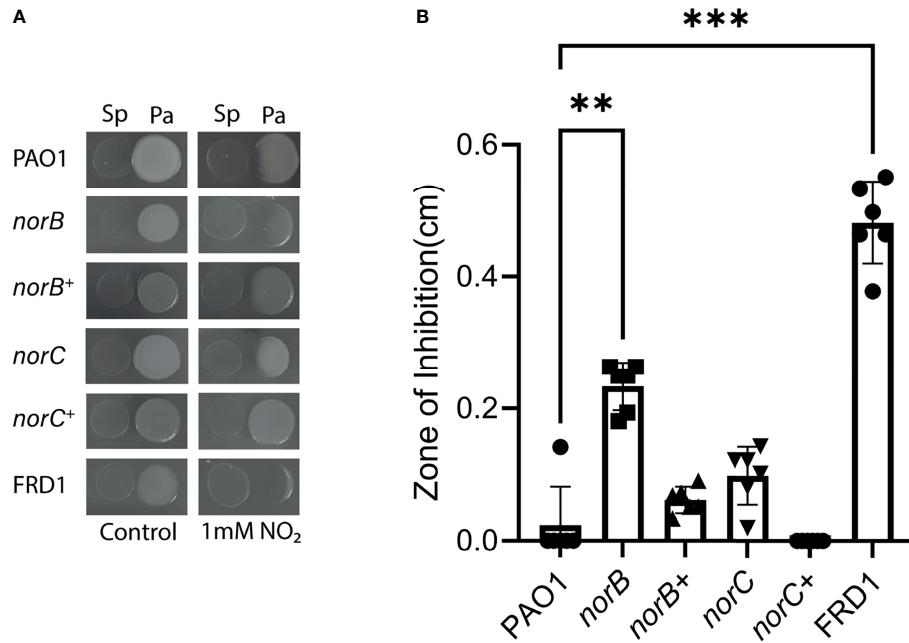 A
Sp Pa Sp Pa
PAO1
norB
norB⁺
norC
norC⁺
FRD1
Control 1mM NO₂
B
***
**
Zone of Inhibition(cm)
0.6
0.4
0.2
0.0
PAO1 norB norB+ norC norC+ FRD1